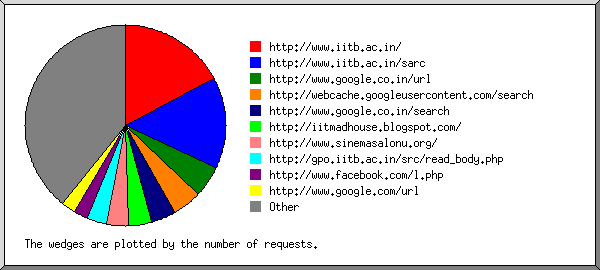 http://www.iitb.ac.in/
http://www.iitb.ac.in/sarc
http://www.google.co.in/url
http://webcache.googleusercontent.com/search
http://www.google.co.in/search
http://iitmadhouse.blogspot.com/
http://www.sinemasalonu.org/
http://gpo.iitb.ac.in/src/read_body.php
http://www.facebook.com/l.php
http://www.google.com/url
Other
The wedges are plotted by the number of requests.